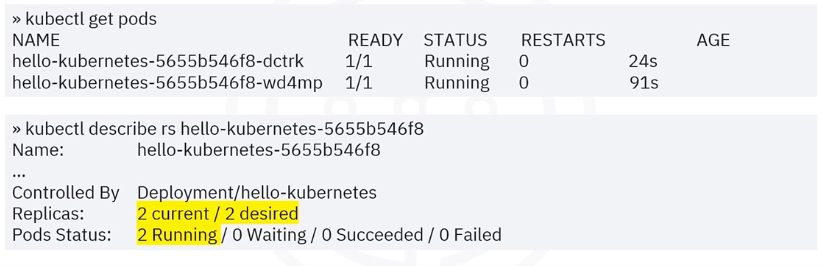 » kubectl get pods
NAME READY STATUS RESTARTS AGE
hello-kubernetes-5655b546f8-dctrk 1/1 Running 0 24s
hello-kubernetes-5655b546f8-wd4mp 1/1 Running 0 91s
» kubectl describe rs hello-kubernetes-5655b546f8
Name: hello-kubernetes-5655b546f8
...
Controlled By Deployment/hello-kubernetes
Replicas: 2 current / 2 desired
Pods Status: 2 Running / 0 Waiting / 0 Succeeded / 0 Failed